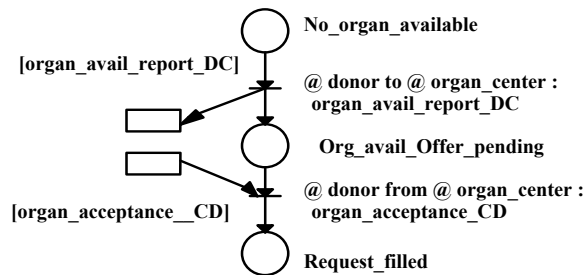 No_organ_available
[organ_avail_report_DC]
@ donor to @ organ_center :
organ_avail_report_DC
Org_avail_Offer_pending
@ donor from @ organ_center :
organ_acceptance_CD
[organ_acceptance__CD]
Request_filled